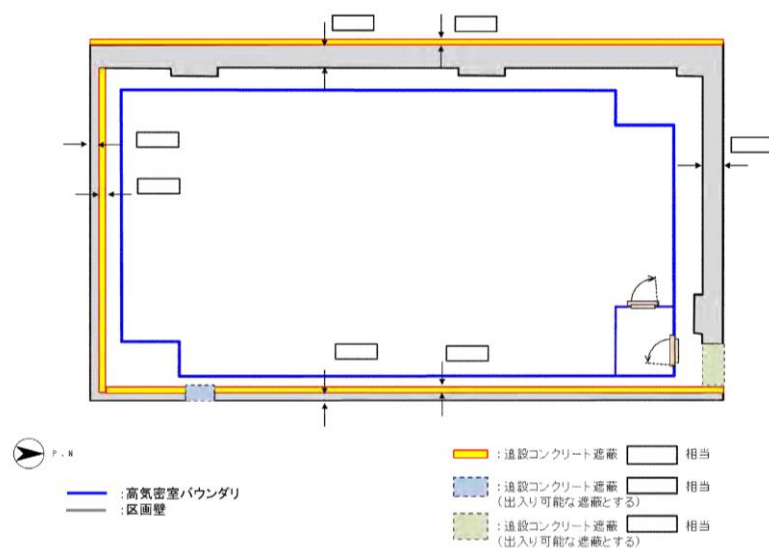 P.N
:高気密室バウンダリ
:区画壁
:追設コンクリート遮蔽 相当
:追設コンクリート遮蔽 相当
(出入り可能な遮蔽とする)
:追設コンクリート遮蔽 相当
(出入り可能な遮蔽とする)